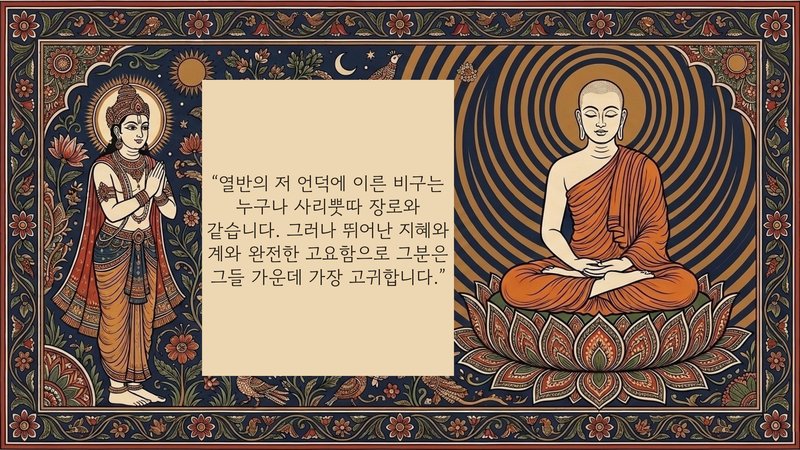 “열반의 저 언덕에 이른 비구는
누구나 사리뿟따 장로와
같습니다. 그러나 뛰어난 지혜와
계와 완전한 고요함으로 그분은
그들 가운데 가장 고귀합니다.”